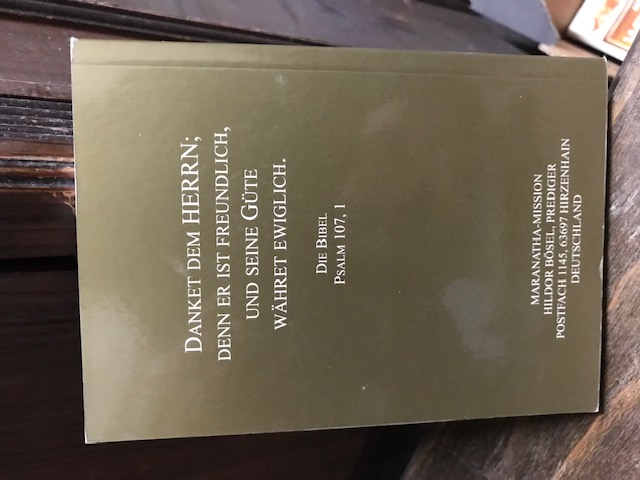 DANKET DEM HERRN;
DENN ER IST FREUNDLICH,
UND SEINE GÜTE
WÄHRET EWIGLICH.
DIE BIBEL
PSALM 107, 1
MARANATHA-MISSION
HILDOR BÖSEL, PREDIGER
POSTFACH 1145, 63697 HIRZENHAIN
DEUTSCHLAND